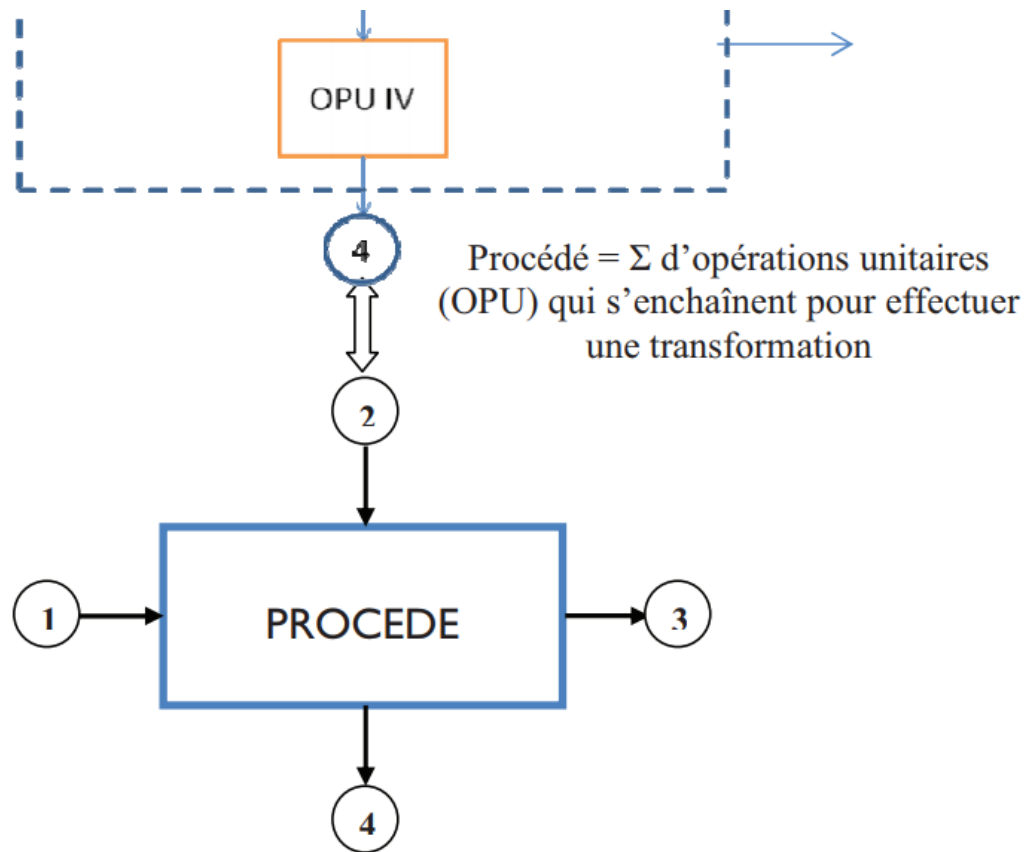 OPU IV
4
Procédé = Σ d’opérations unitaires
(OPU) qui s’enchaînent pour effectuer
une transformation
2
1
PROCEDE
3
4